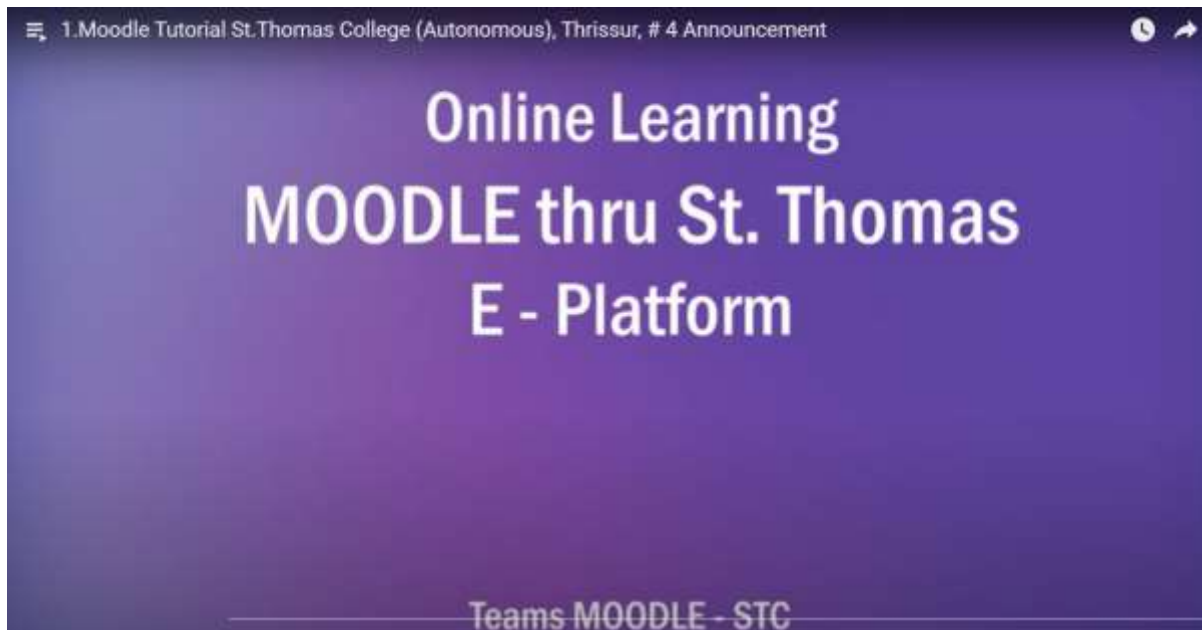 1.Moodle Tutorial St.Thomas College (Autonomous), Thrissur, # 4 Announcement
Online Learning
MOODLE thru St. Thomas
E - Platform
Teams MOODLE - STC